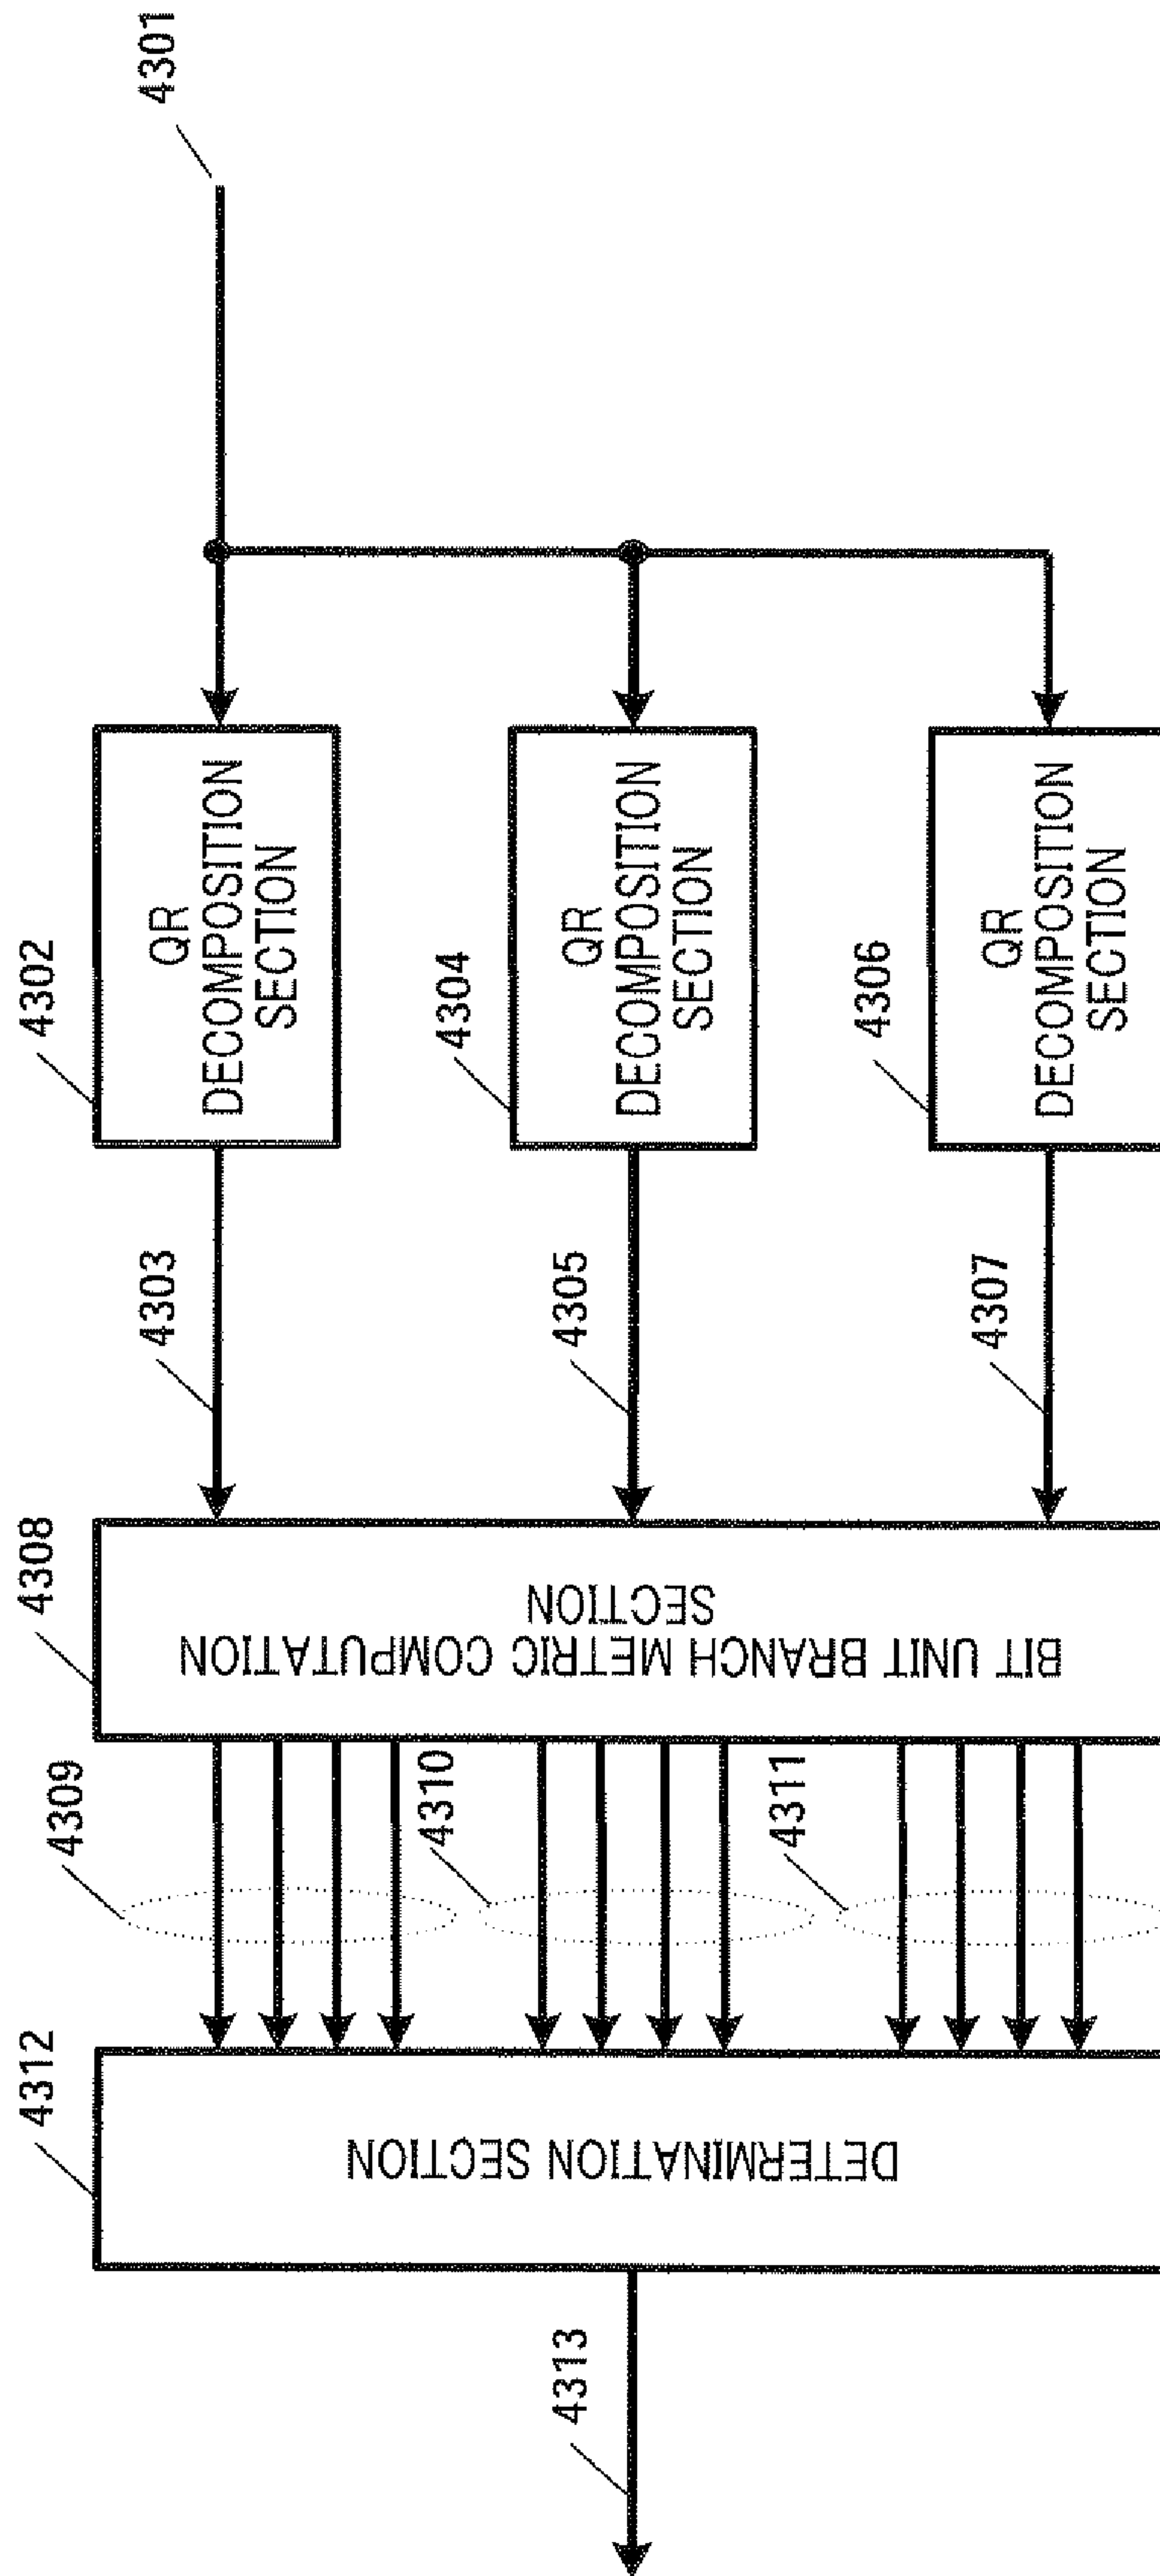 4301
4302
QR
DECOMPOSITION
SECTION
4304
QR
DECOMPOSITION
SECTION
4306
QR
DECOMPOSITION
SECTION
4303
4305
4307
4308
BIT UNIT BRANCH METRIC COMPUTATION
SECTION
4309
4310
4311
4312
DETERMINATION SECTION
4313